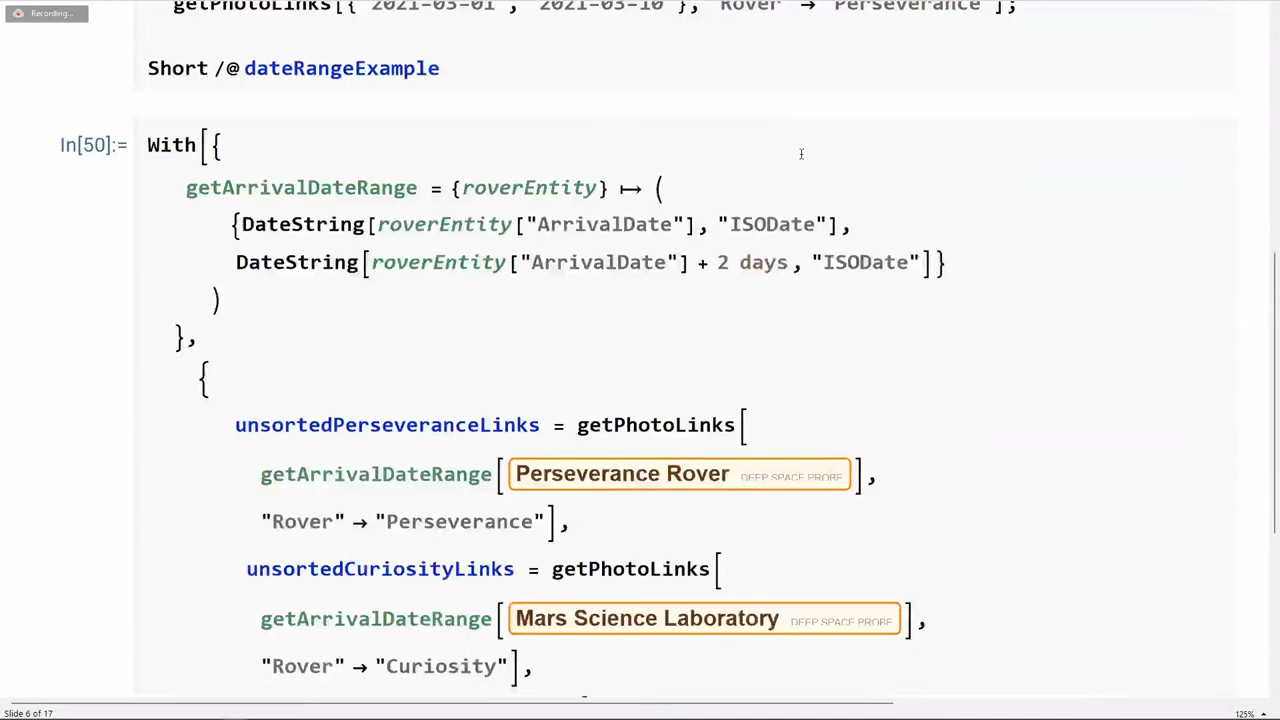 Recording...
getPhotoLinks[{"2021-03-01", "2021-03-10"}, "Rover" → "Perseverance"];
Short /@ dateRangeExample
In[50]:= With[{
getArrivalDateRange = {roverEntity} ↦ (
{DateString[roverEntity["ArrivalDate"], "ISODate"],
DateString[roverEntity["ArrivalDate"] + 2 days, "ISODate"]}
)
},
{
unsortedPerseveranceLinks = getPhotoLinks[
getArrivalDateRange[Perseverance Rover DEEP SPACE PROBE],
"Rover" → "Perseverance"],
unsortedCuriosityLinks = getPhotoLinks[
getArrivalDateRange[Mars Science Laboratory DEEP SPACE PROBE],
"Rover" → "Curiosity"],
Slide 6 of 17
125%